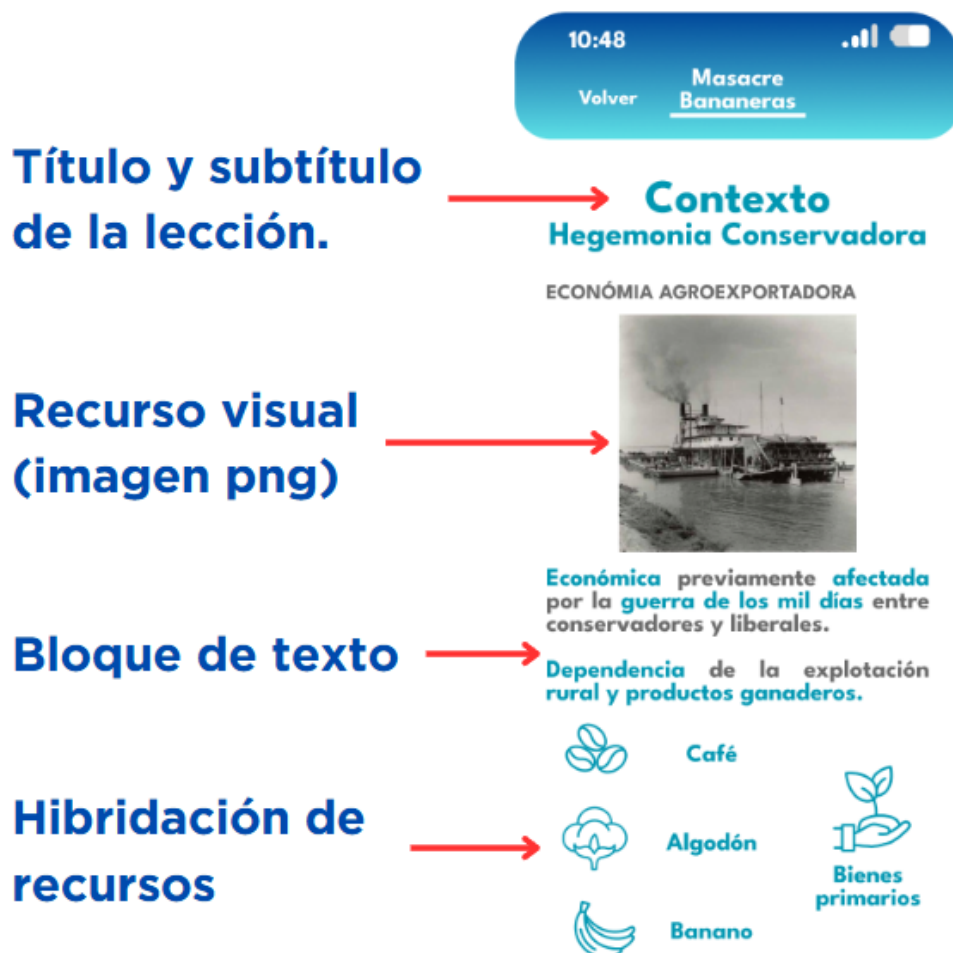 10:48
Volver
Masacre
Bananeras
Título y subtítulo
de la lección.
Contexto
Hegemonia Conservadora
ECONÓMIA AGROEXPORTADORA
Recurso visual
(imagen png)
Económica previamente afectada
por la guerra de los mil días entre
conservadores y liberales.
Bloque de texto
Dependencia de la explotación
rural y productos ganaderos.
Café
Hibridación de
recursos
Algodón
Bienes
primarios
Banano